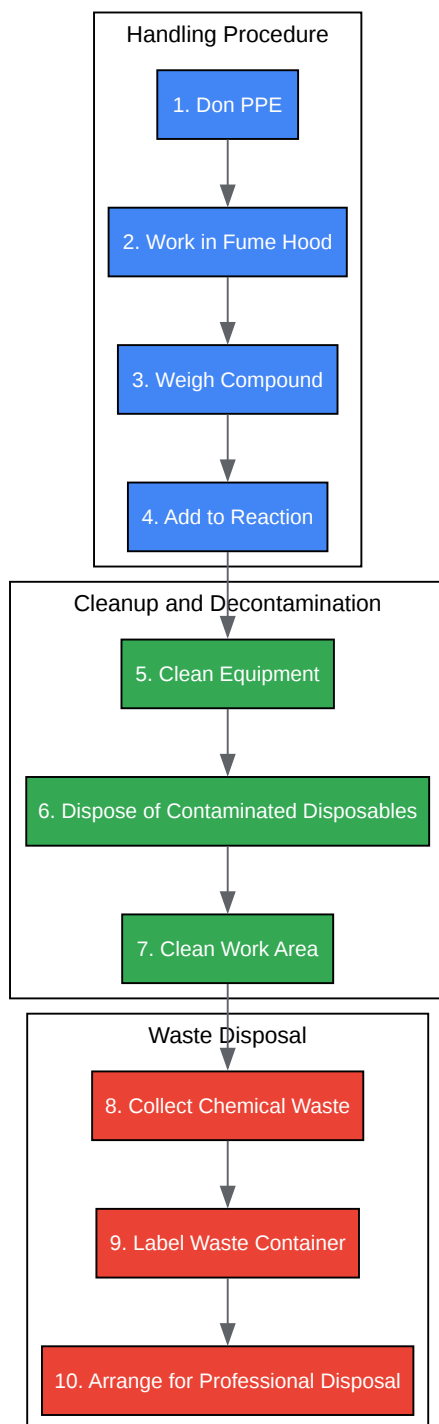 Handling Procedure
1. Don PPE
2. Work in Fume Hood
3. Weigh Compound
4. Add to Reaction
Cleanup and Decontamination
5. Clean Equipment
6. Dispose of Contaminated Disposables
7. Clean Work Area
Waste Disposal
8. Collect Chemical Waste
9. Label Waste Container
10. Arrange for Professional Disposal